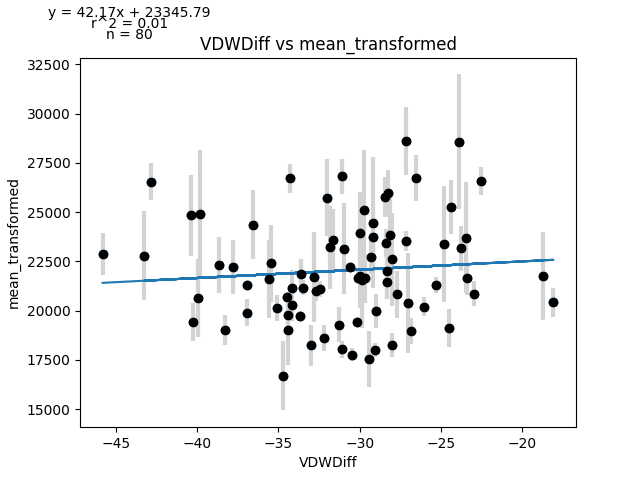 y = 42.17x + 23345.79
r^2 = 0.01
n = 80
VDWDiff vs mean_transformed
32500
30000
27500
25000
22500
20000
17500
15000
mean_transformed
−45
−40
−35
−30
−25
−20
VDWDiff